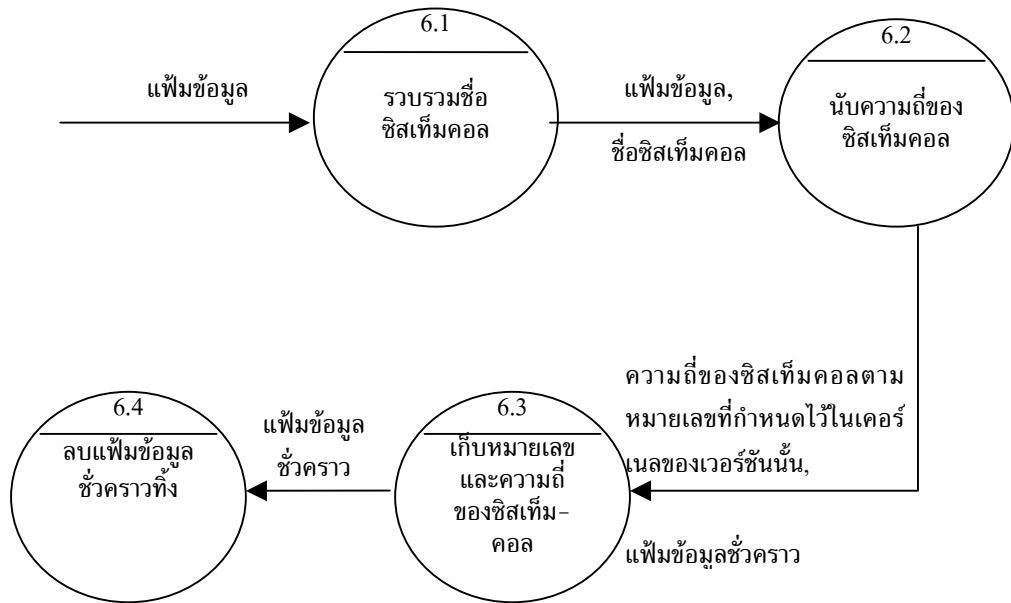 แฟ้มข้อมูล
6.1
รวบรวมชื่อ
ซิสเท็มคอล
แฟ้มข้อมูล,
ชื่อซิสเท็มคอล
6.2
นับความถี่ของ
ซิสเท็มคอล
ความถี่ของซิสเท็มคอลตาม
หมายเลขที่กำหนดไว้ในเคอร์
เนลของเวอร์ชันนั้น,
แฟ้มข้อมูลชั่วคราว
6.3
เก็บหมายเลข
และความถี่
ของซิสเท็ม-
คอล
แฟ้มข้อมูล
ชั่วคราว
6.4
ลบแฟ้มข้อมูล
ชั่วคราวทิ้ง